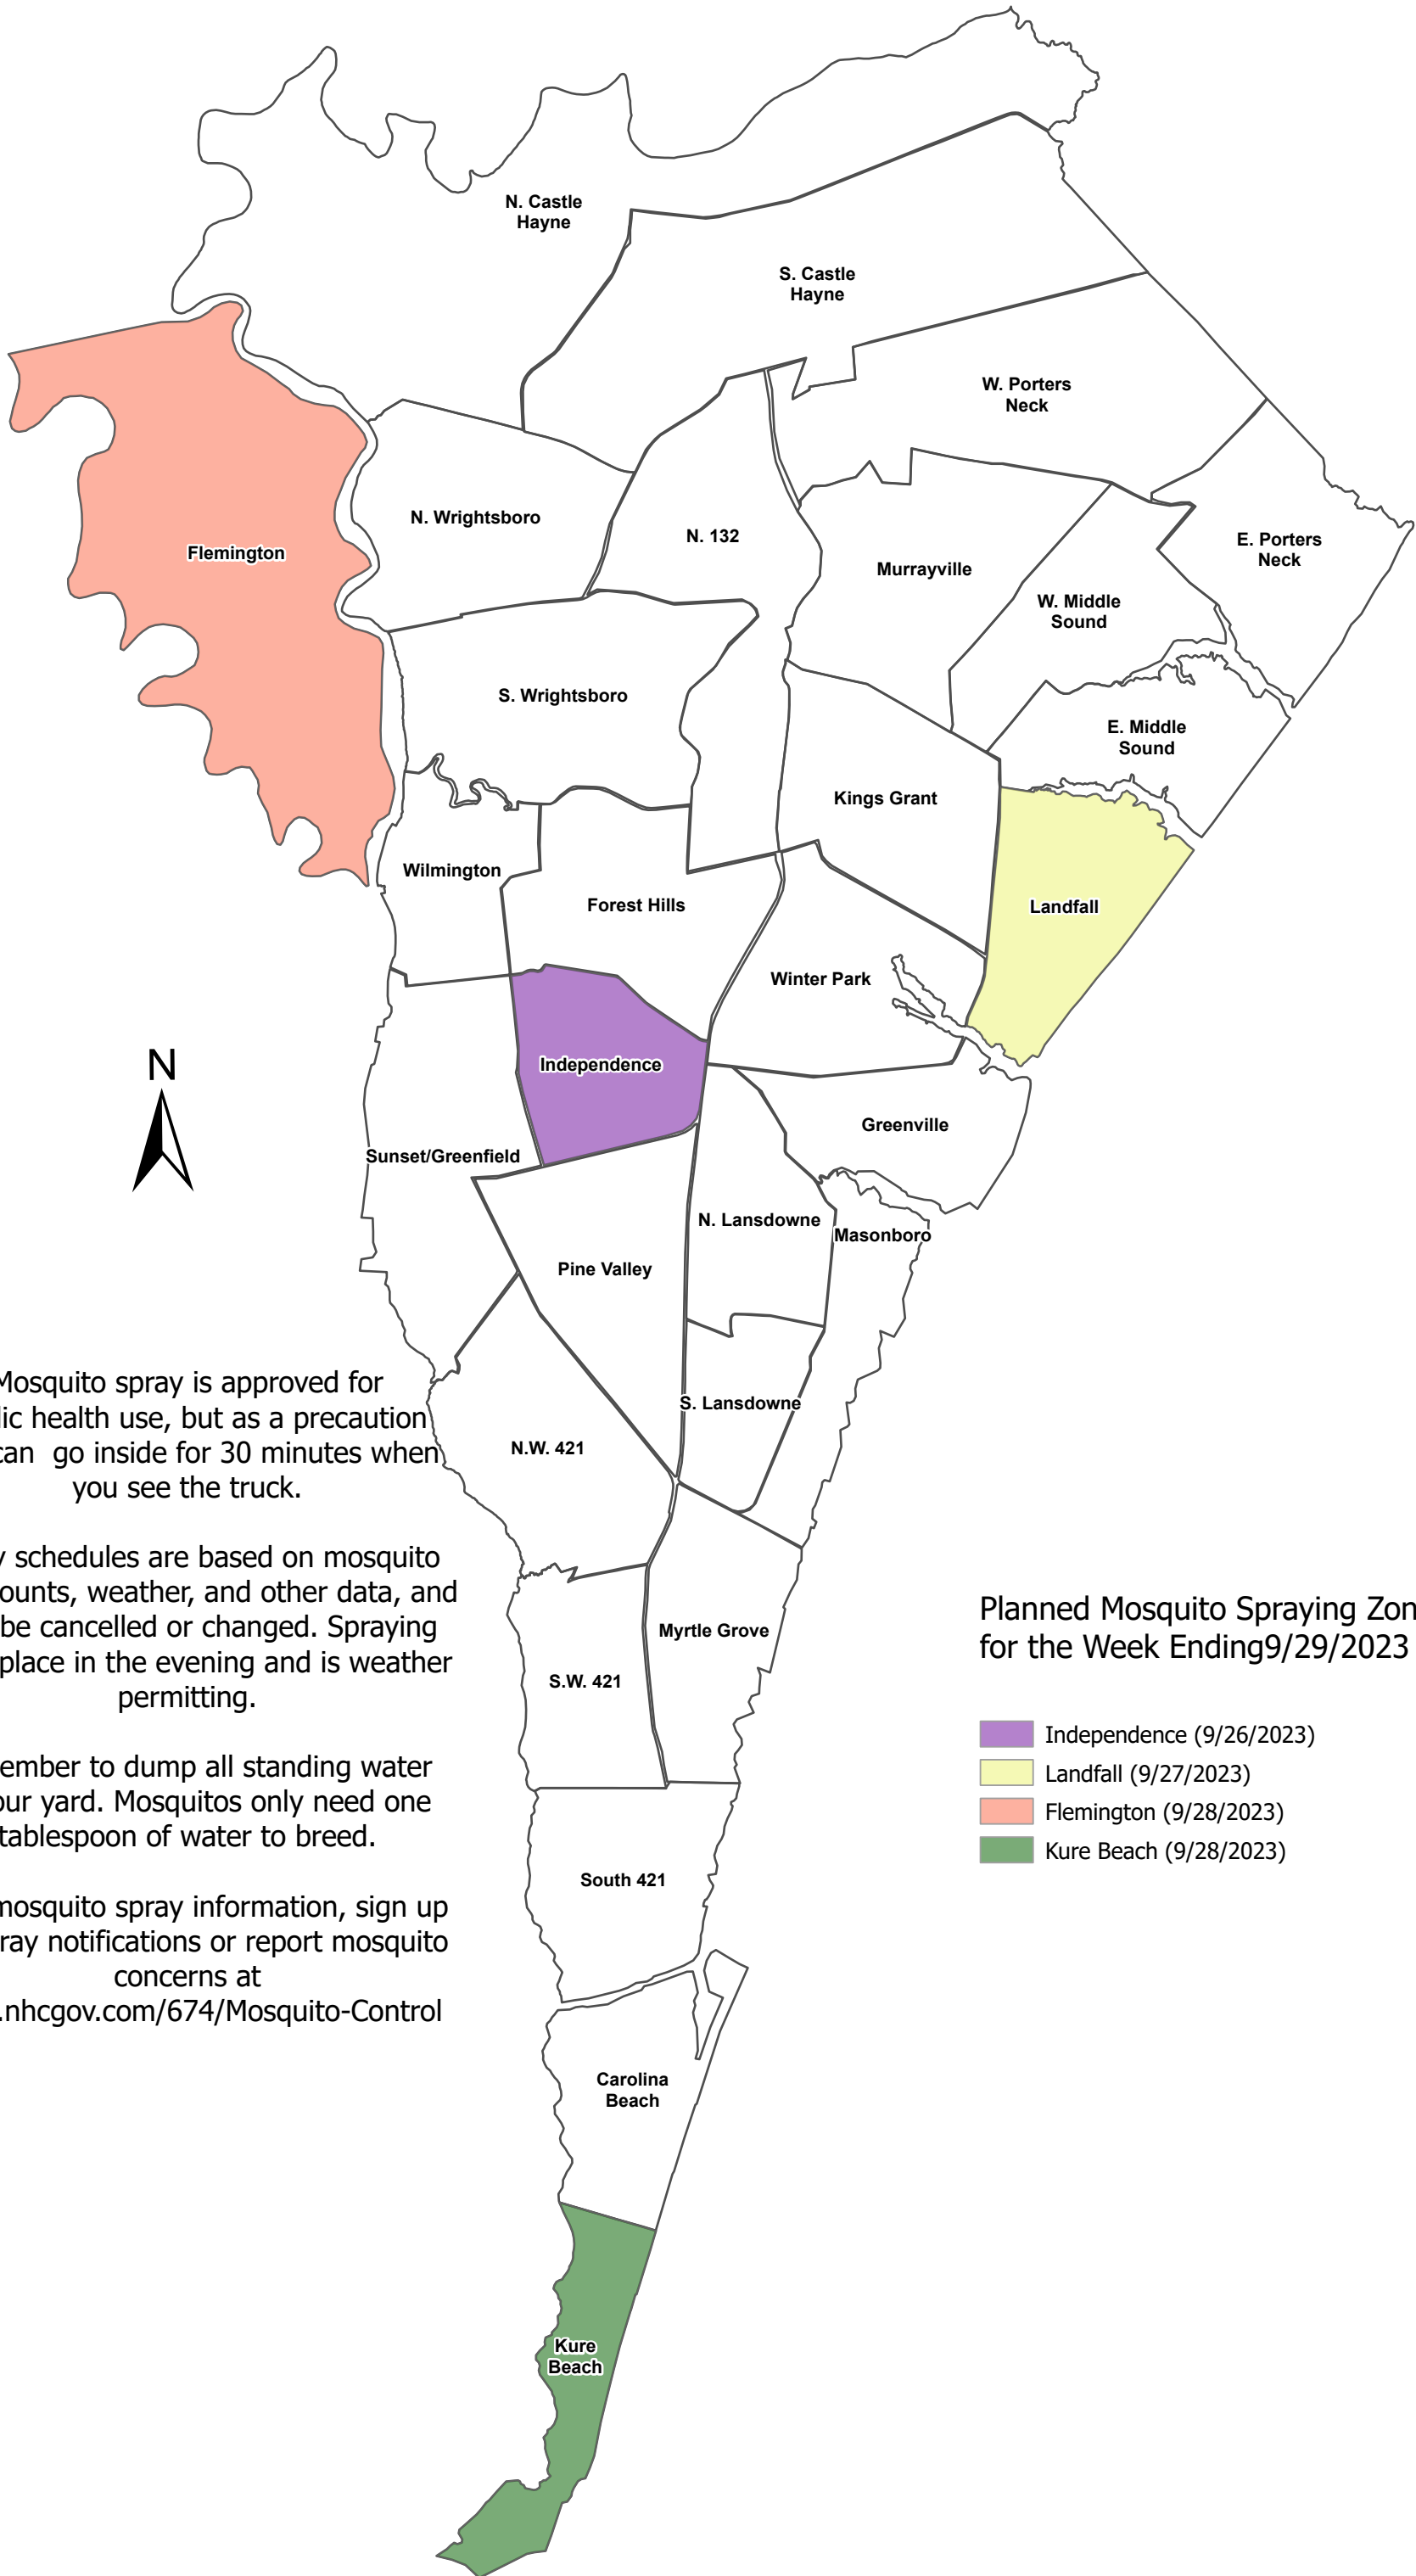 N. Castle
Hayne
S. Castle
Hayne
W. Porters
Neck
N. Wrightsboro
N. 132
E. Porters
Neck
Flemington
Murrayville
W. Middle
Sound
S. Wrightsboro
E. Middle
Sound
Kings Grant
Wilmington
Forest Hills
Landfall
Winter Park
N
Independence
Greenville
Sunset/Greenfield
N. Lansdowne
Masonboro
Pine Valley
S. Lansdowne
N.W. 421
Myrtle Grove
S.W. 421
South 421
Carolina
Beach
Kure
Beach
Mosquito spray is approved for
lic health use, but as a precaution
can go inside for 30 minutes when
you see the truck.
y schedules are based on mosquito
ounts, weather, and other data, and
be cancelled or changed. Spraying
place in the evening and is weather
permitting.
ember to dump all standing water
our yard. Mosquitos only need one
tablespoon of water to breed.
mosquito spray information, sign up
ray notifications or report mosquito
concerns at
.nhcgov.com/674/Mosquito-Control
Planned Mosquito Spraying Zon
for the Week Ending9/29/2023
Independence (9/26/2023)
Landfall (9/27/2023)
Flemington (9/28/2023)
Kure Beach (9/28/2023)